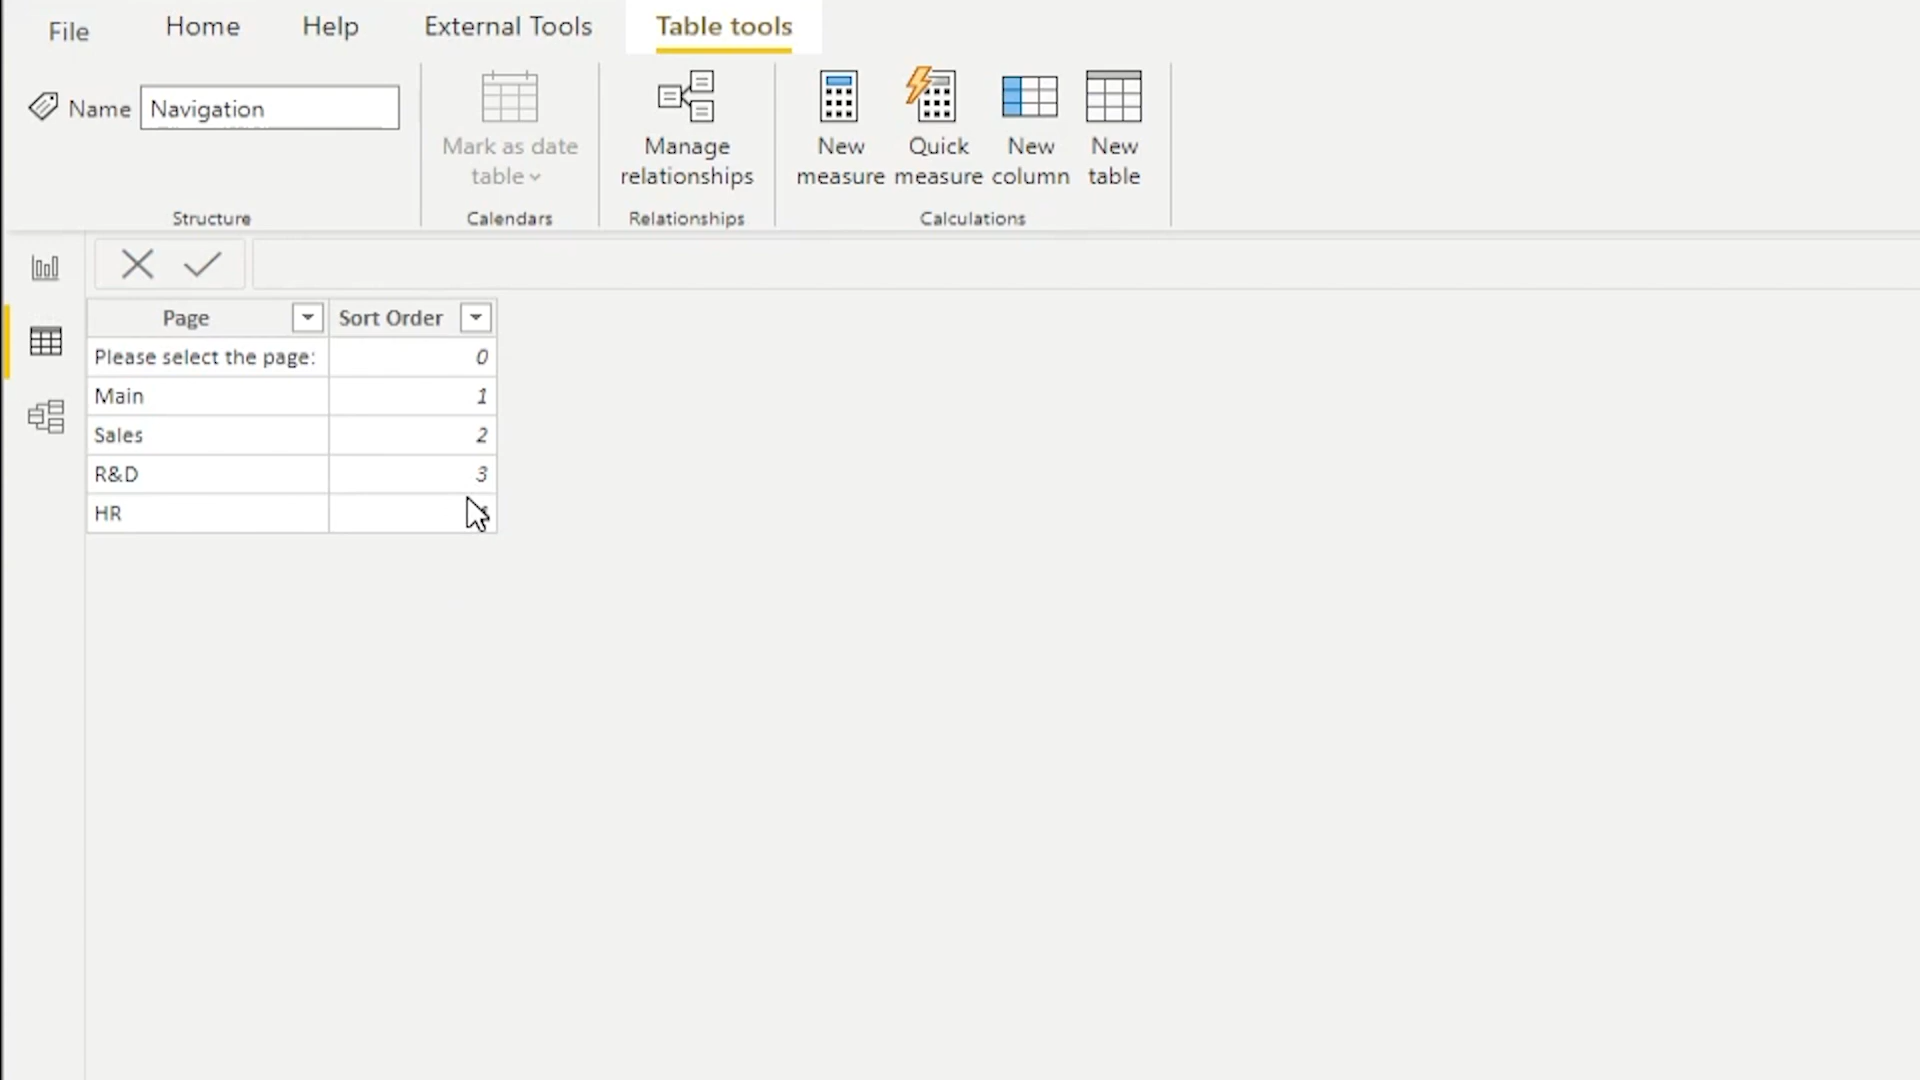 File Home Help External Tools Table tools
Name Navigation
Mark as date table
Manage relationships
New measure
Quick measure
New column
New table
Structure Calendars Relationships Calculations
Page Sort Order
Please select the page: 0
Main 1
Sales 2
R&D 3
HR